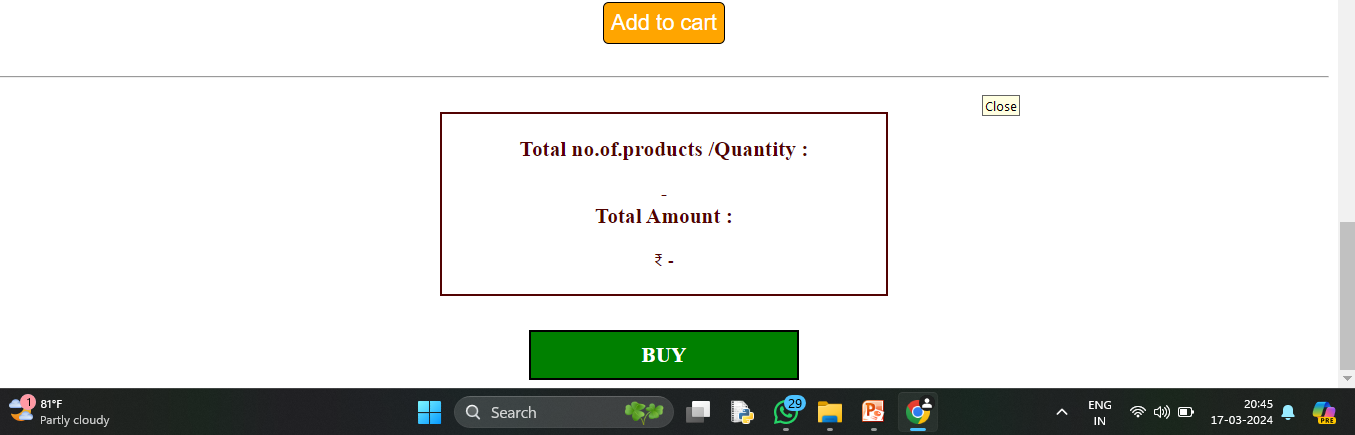 Add to cart
Close
Total no.of.products /Quantity :
-
Total Amount :
₹ -
BUY
1
81°F
Partly cloudy
Search
PRE
29
P
ENG
IN
20:45
17-03-2024